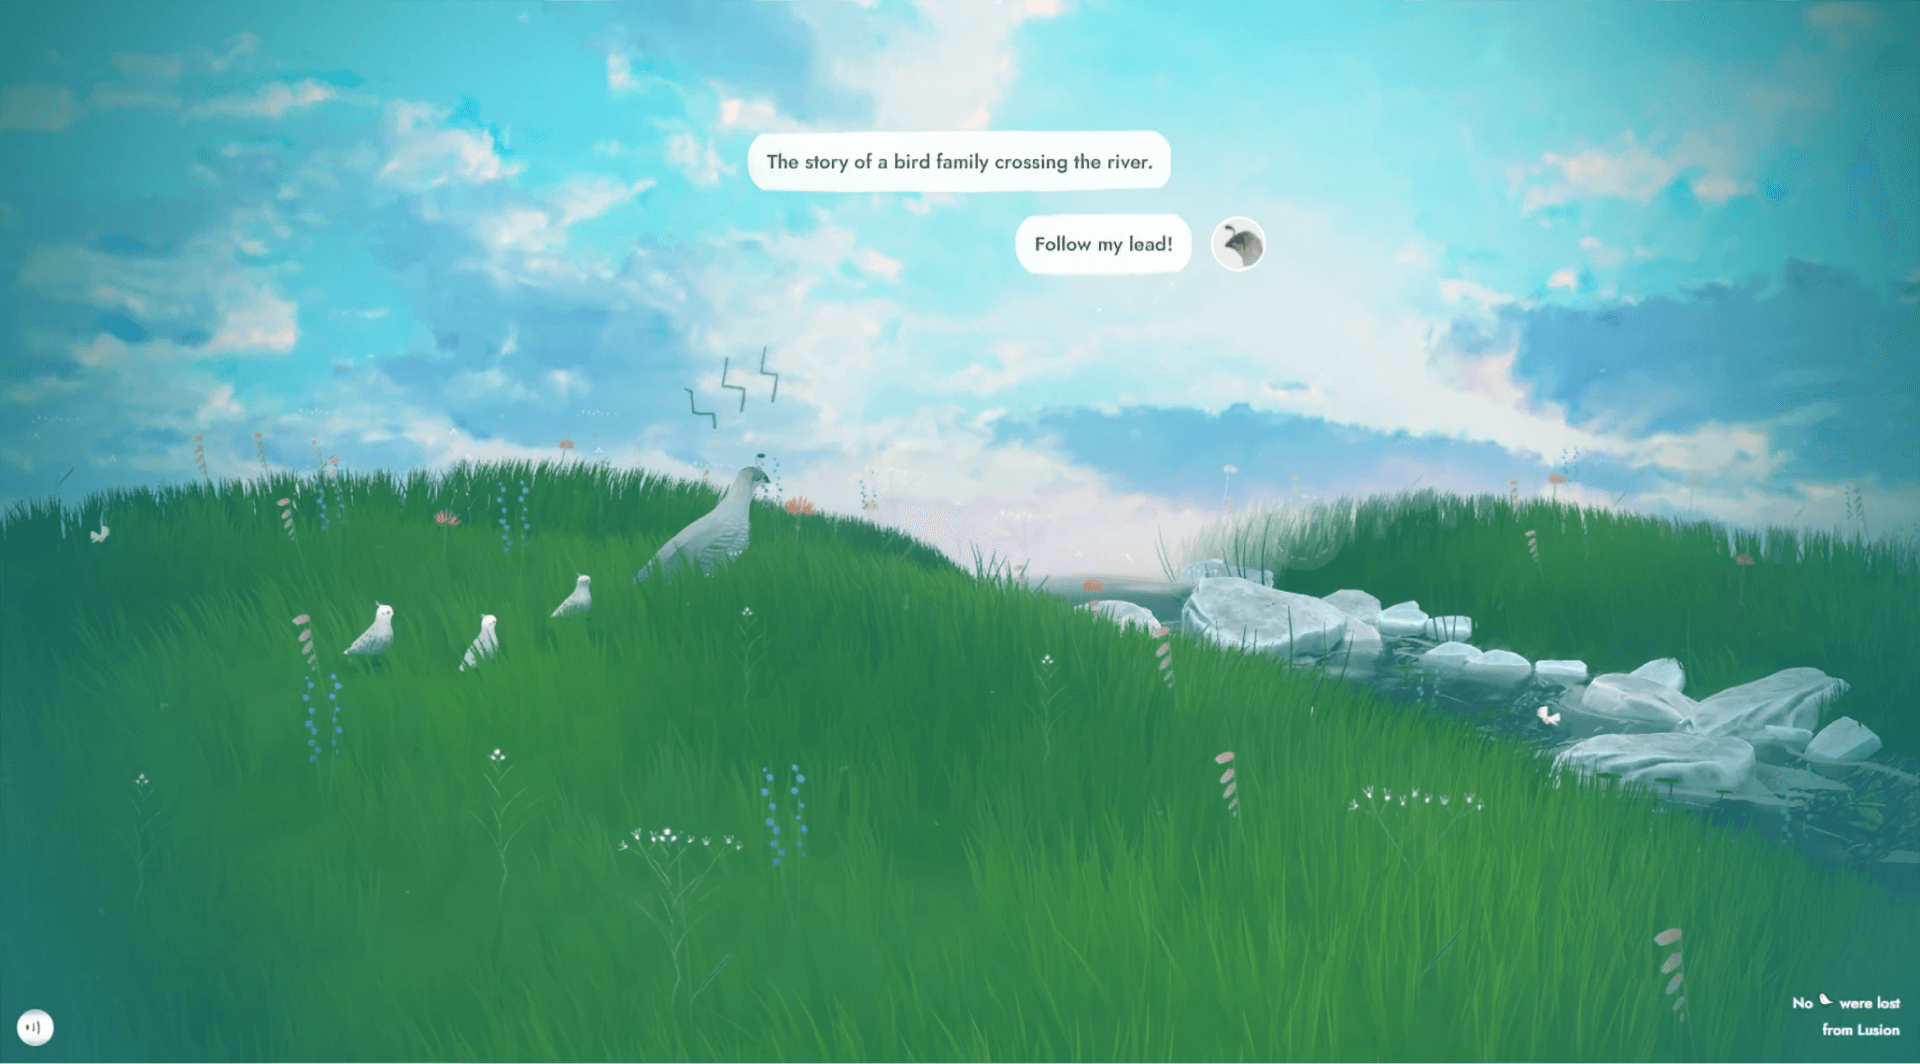 The story of a bird family crossing the river.
Follow my lead!
No were lost
from Lusion